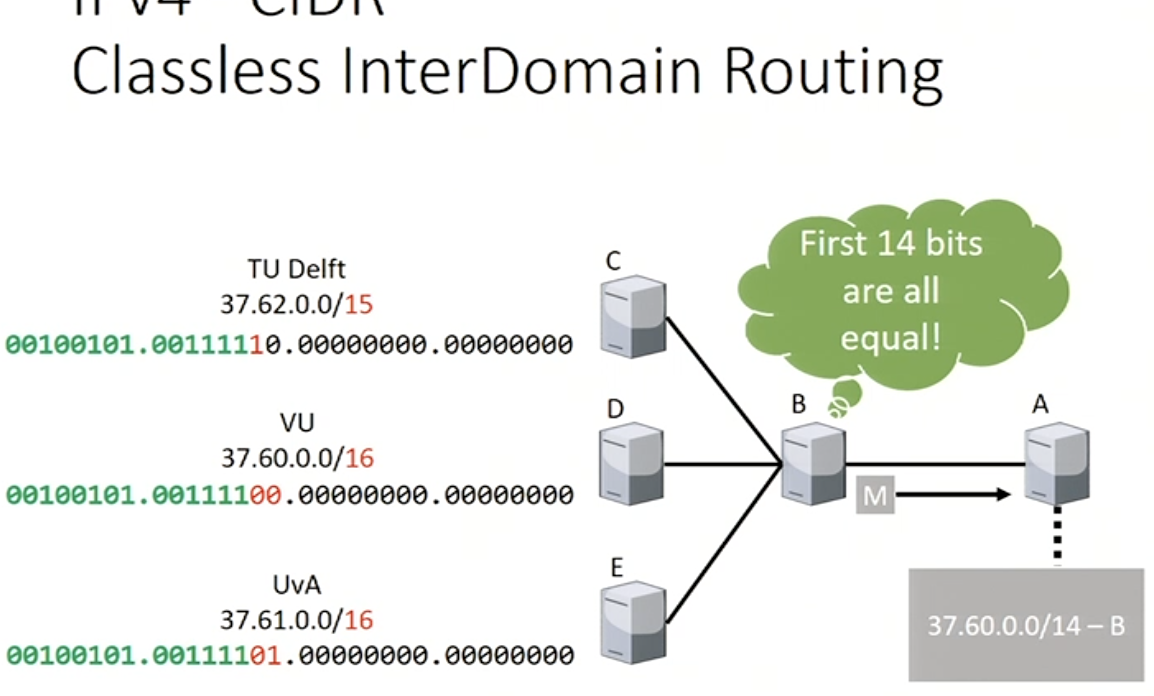 IPv4 - CIDR
Classless InterDomain Routing
First 14 bits
are all
equal!
TU Delft
37.62.0.0/15
00100101.00111110.00000000.00000000
C
VU
37.60.0.0/16
00100101.00111100.00000000.00000000
D
B
A
M
UvA
37.61.0.0/16
00100101.00111101.00000000.00000000
E
37.60.0.0/14 – B